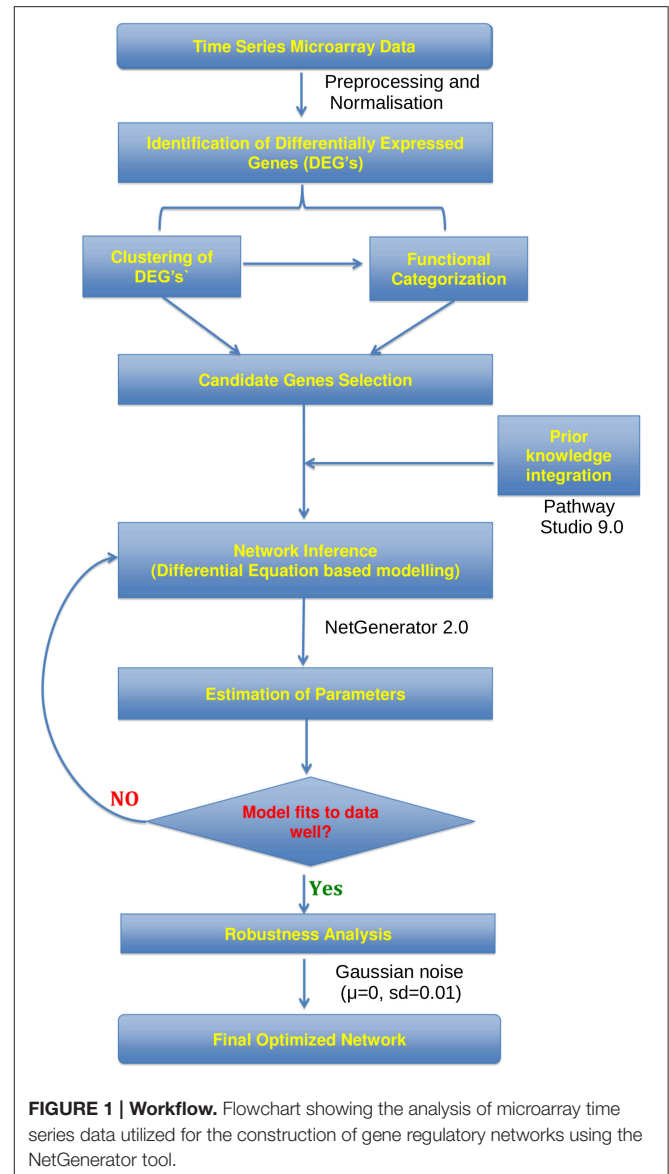 Time Series Microarray Data
Preprocessing and
Normalisation
Identification of Differentially Expressed
Genes (DEG's)
Clustering of
DEG's`
Functional
Categorization
Candidate Genes Selection
Prior
knowledge
integration
Pathway
Studio 9.0
Network Inference
(Differential Equation based modelling)
NetGenerator 2.0
Estimation of Parameters
NO
Model fits to data
well?
Yes
Robustness Analysis
Gaussian noise
(μ=0, sd=0.01)
Final Optimized Network
FIGURE 1 | Workflow. Flowchart showing the analysis of microarray time
series data utilized for the construction of gene regulatory networks using the
NetGenerator tool.